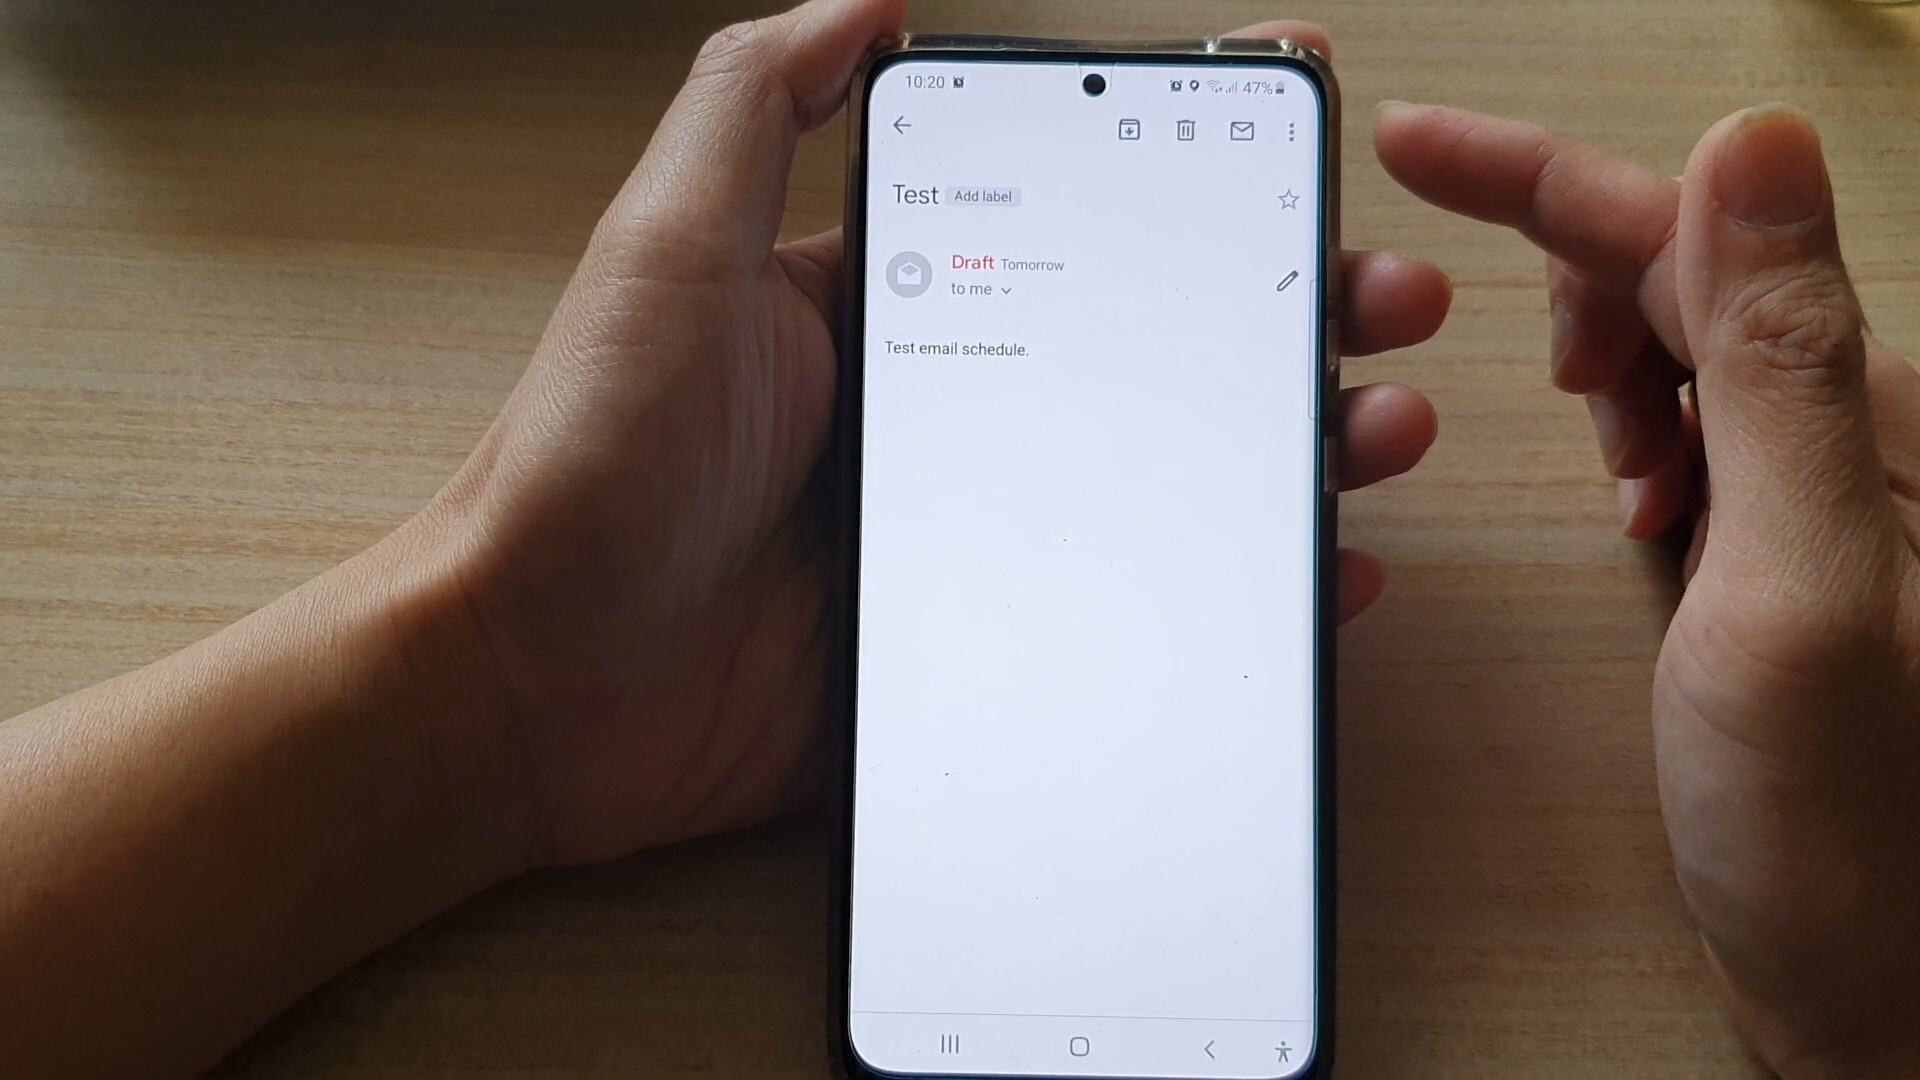 10:20
47%
Test Add label
Draft Tomorrow
to me
Test email schedule.